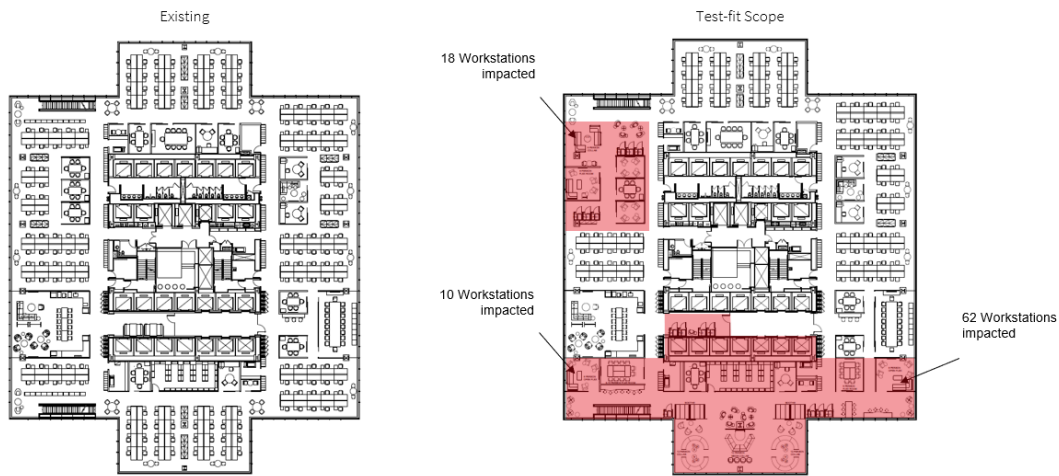 Existing
Test-fit Scope
18 Workstations
impacted
10 Workstations
impacted
62 Workstations
impacted